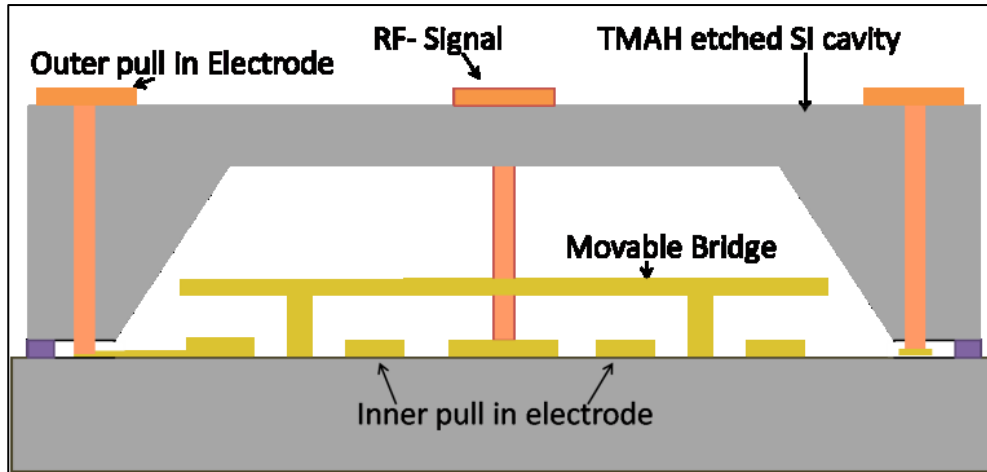 RF- Signal
TMAH etched SI cavity
Outer pull in Electrode
Movable Bridge
Inner pull in electrode